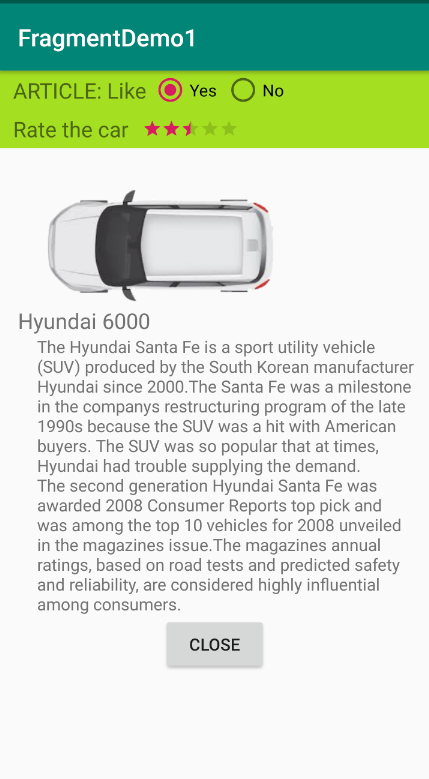 FragmentDemo1
ARTICLE: Like Yes No
Rate the car
Hyundai 6000
The Hyundai Santa Fe is a sport utility vehicle
(SUV) produced by the South Korean manufacturer
Hyundai since 2000.The Santa Fe was a milestone
in the companys restructuring program of the late
1990s because the SUV was a hit with American
buyers. The SUV was so popular that at times,
Hyundai had trouble supplying the demand.
The second generation Hyundai Santa Fe was
awarded 2008 Consumer Reports top pick and
was among the top 10 vehicles for 2008 unveiled
in the magazines issue.The magazines annual
ratings, based on road tests and predicted safety
and reliability, are considered highly influential
among consumers.
CLOSE